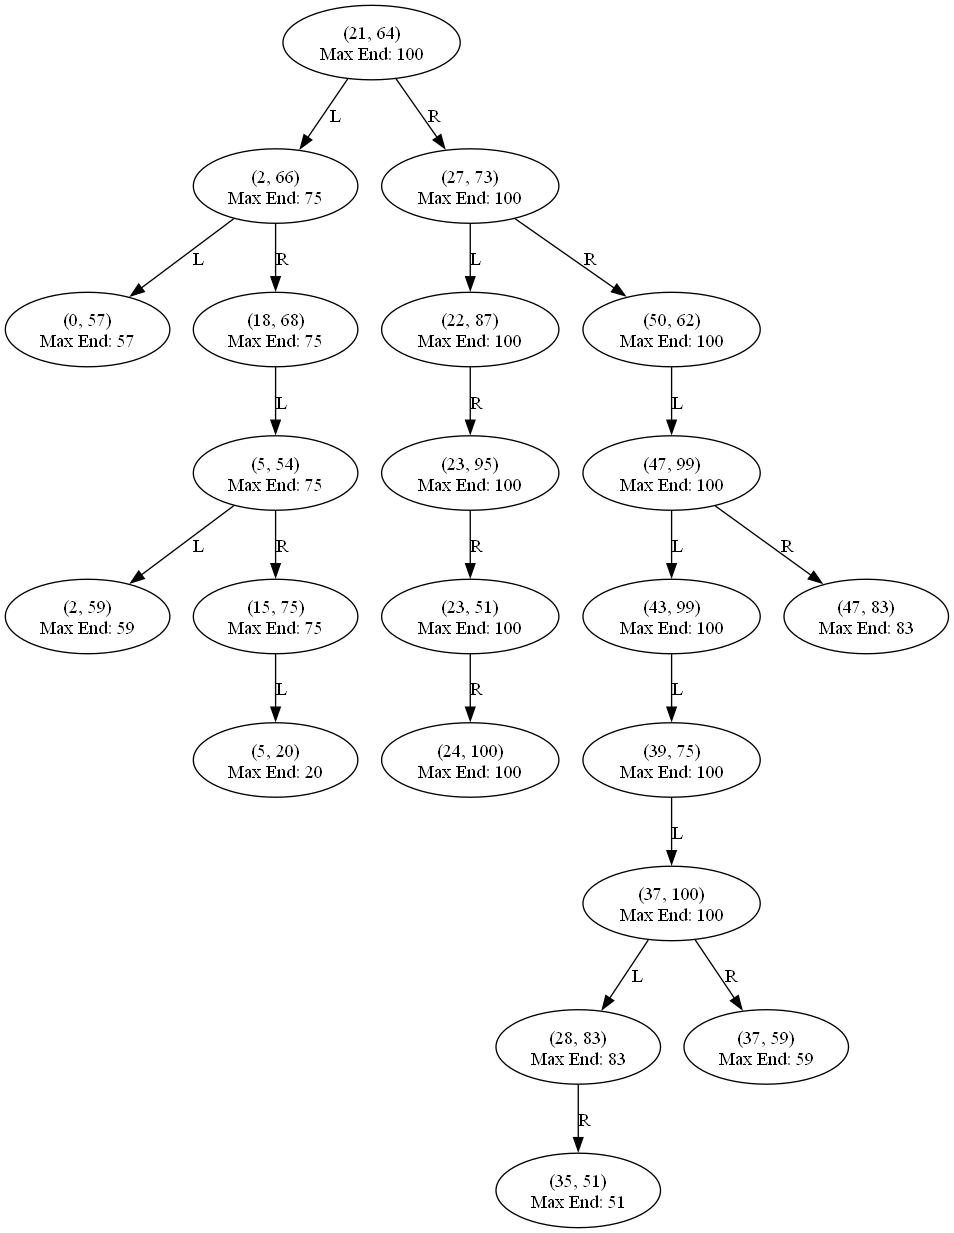 (21, 64)
Max End: 100
L
R
(2, 66)
Max End: 75
(27, 73)
Max End: 100
L
R
L
R
(0, 57)
Max End: 57
(18, 68)
Max End: 75
(22, 87)
Max End: 100
(50, 62)
Max End: 100
L
R
L
(5, 54)
Max End: 75
(23, 95)
Max End: 100
(47, 99)
Max End: 100
L
R
R
L
R
(2, 59)
Max End: 59
(15, 75)
Max End: 75
(23, 51)
Max End: 100
(43, 99)
Max End: 100
(47, 83)
Max End: 83
L
R
L
(5, 20)
Max End: 20
(24, 100)
Max End: 100
(39, 75)
Max End: 100
L
(37, 100)
Max End: 100
L
R
(28, 83)
Max End: 83
(37, 59)
Max End: 59
R
(35, 51)
Max End: 51